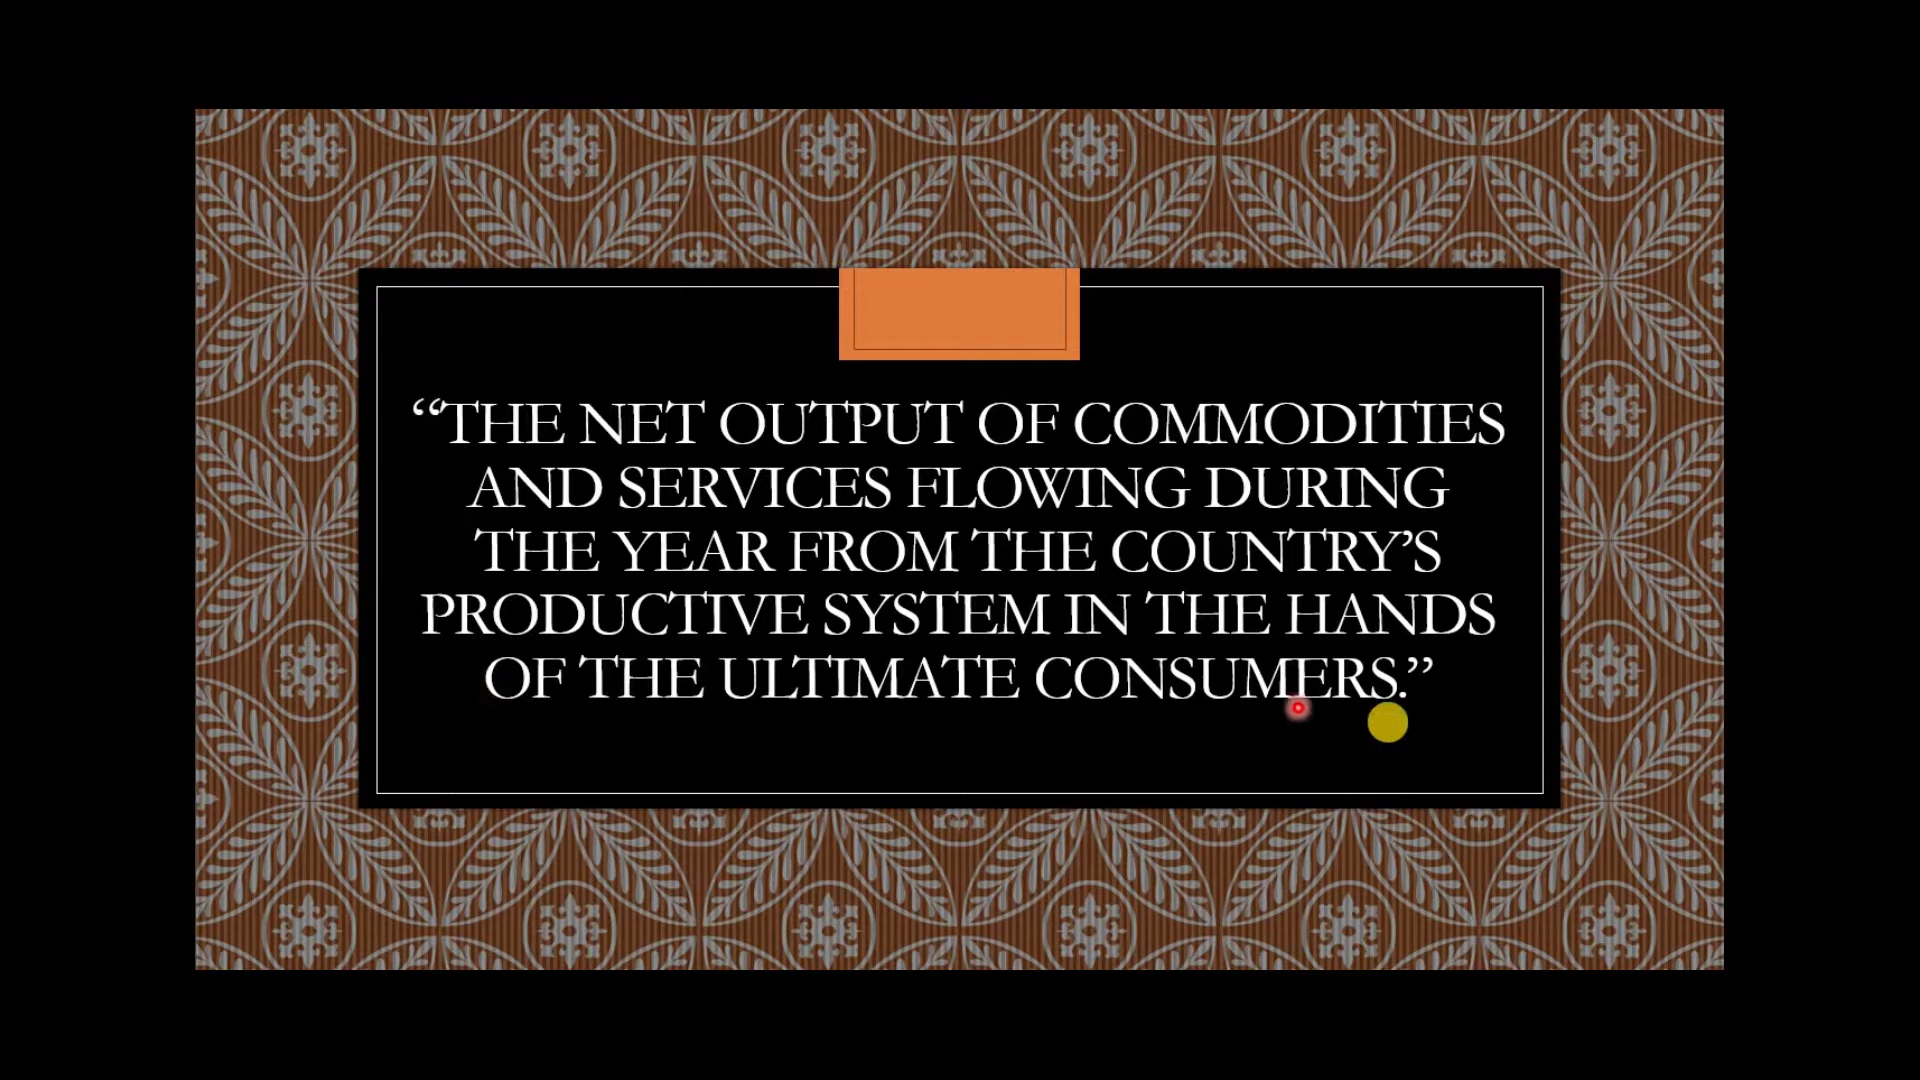 “THE NET OUTPUT OF COMMODITIES
AND SERVICES FLOWING DURING
THE YEAR FROM THE COUNTRY’S
PRODUCTIVE SYSTEM IN THE HANDS
OF THE ULTIMATE CONSUMERS.”